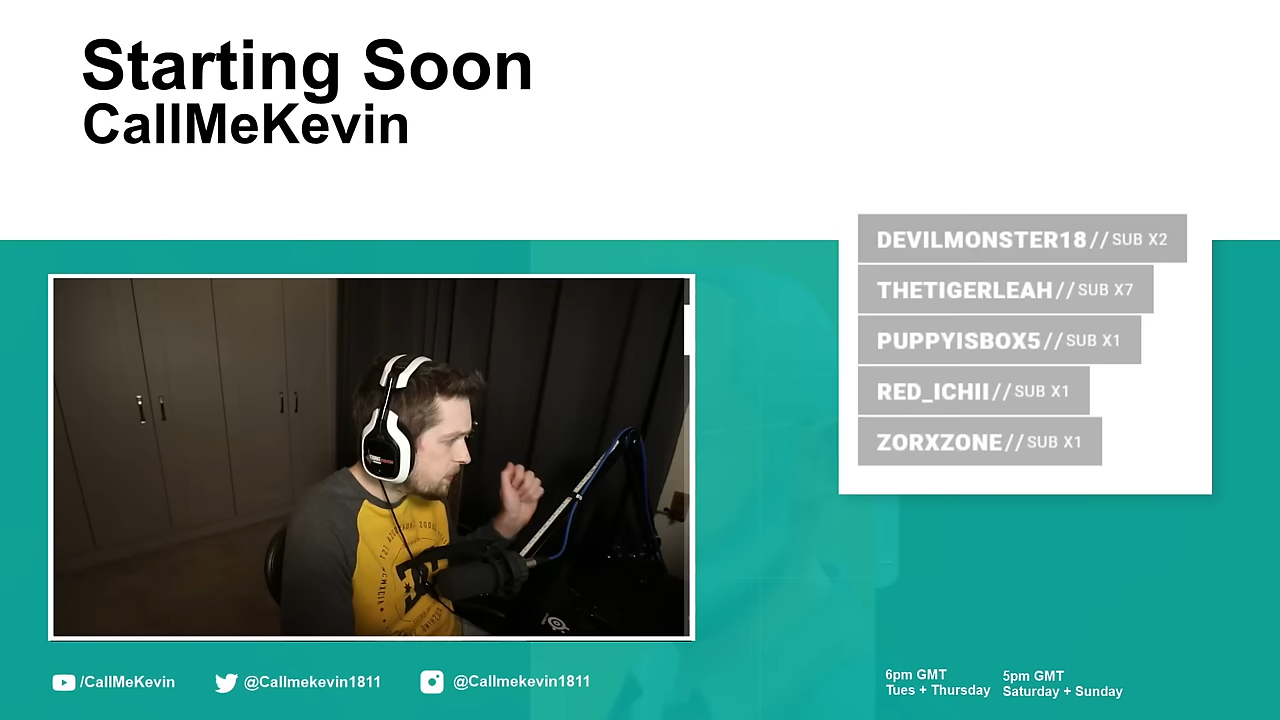 Starting Soon
CallMeKevin
DEVILMONSTER18//SUB X2
THETIGERLEAH//SUB X7
PUPPYISBOX5//SUB X1
RED_ICHII//SUB X1
ZORXZONE//SUB X1
/CallMeKevin
@Callmekevin1811
@Callmekevin1811
6pm GMT
Tues + Thursday
5pm GMT
Saturday + Sunday